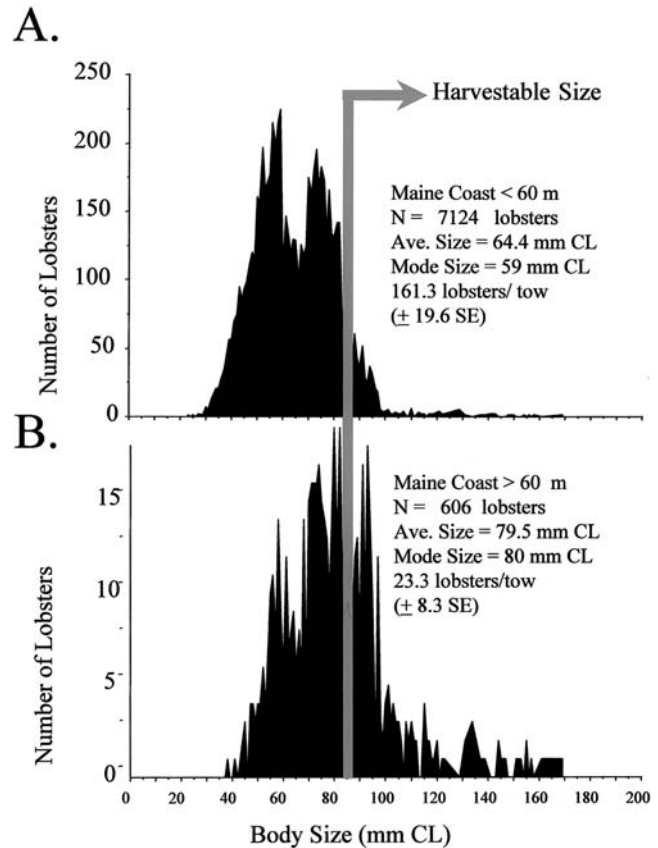 A.
250
200
150
100
50
0
Number of Lobsters
Harvestable Size
Maine Coast < 60 m
N = 7124 lobsters
Ave. Size = 64.4 mm CL
Mode Size = 59 mm CL
161.3 lobsters/ tow
(± 19.6 SE)
B.
15
10
5
0
Number of Lobsters
Maine Coast > 60 m
N = 606 lobsters
Ave. Size = 79.5 mm CL
Mode Size = 80 mm CL
23.3 lobsters/tow
(± 8.3 SE)
0 20 40 60 80 100 120 140 160 180 200
Body Size (mm CL)